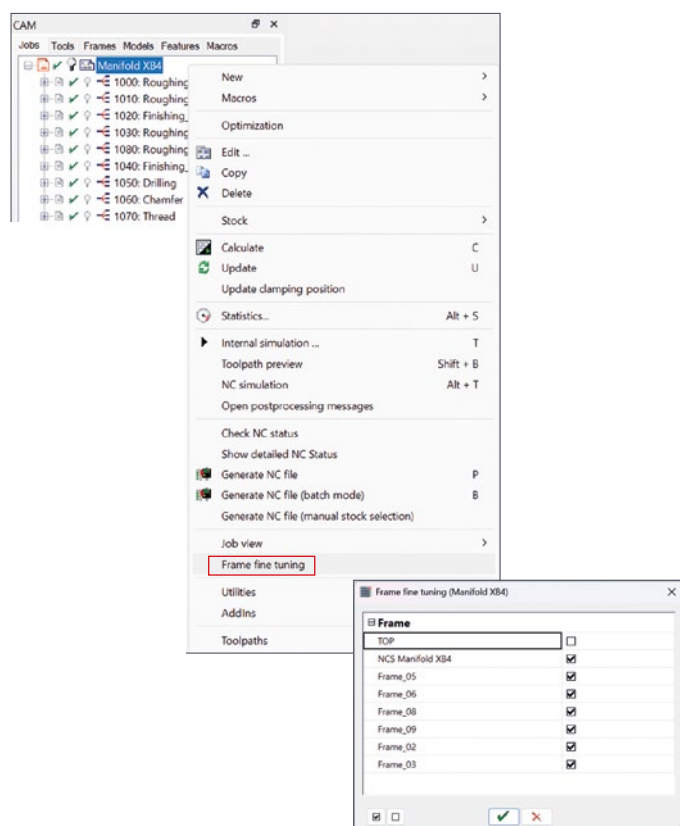 CAM
Jobs Tools Frames Models Features Macros
Manifold XB4
1000: Roughing
1010: Roughing
1020: Finishing_
1030: Roughing
1080: Roughing
1040: Finishing_
1050: Drilling
1060: Chamfer
1070: Thread
New
Macros
Optimization
Edit ...
Copy
Delete
Stock
Calculate C
Update U
Update clamping position
Statistics... Alt + S
Internal simulation ... T
Toolpath preview Shift + B
NC simulation Alt + T
Open postprocessing messages
Check NC status
Show detailed NC Status
Generate NC file P
Generate NC file (batch mode) B
Generate NC file (manual stock selection)
Job view
Frame fine tuning
Utilities
AddIns
Toolpaths
Frame fine tuning (Manifold XB4)
Frame
TOP
NCS Manifold XB4
Frame_05
Frame_06
Frame_08
Frame_09
Frame_02
Frame_03